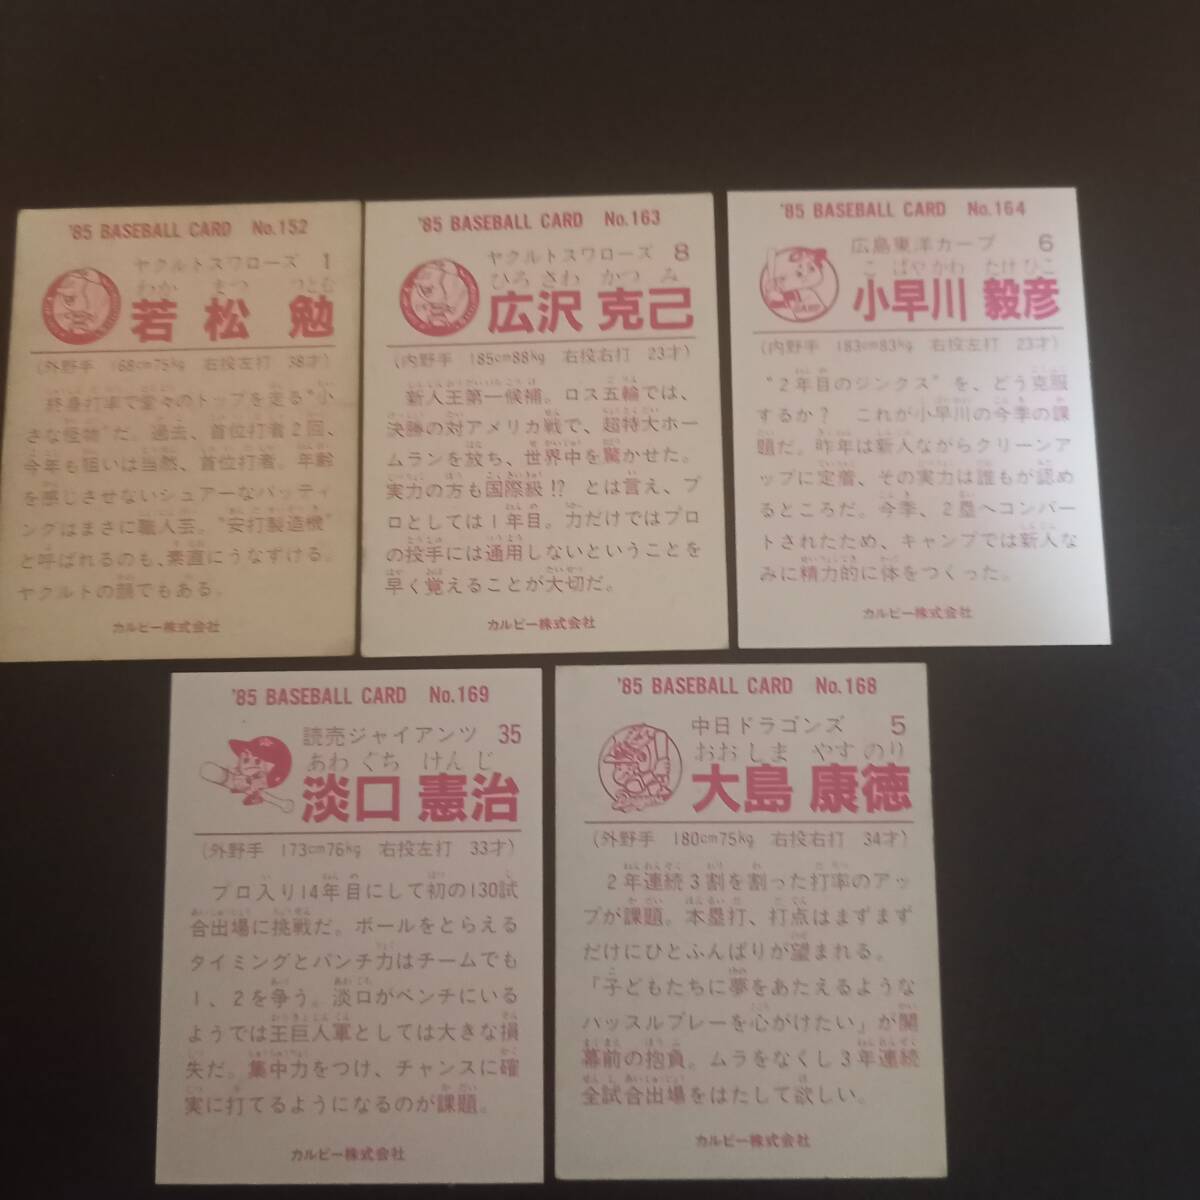 '85 BASEBALL CARD No.152
ヤクルトスワローズ 1
わか まつ つとむ
若松 勉
(外野手 168cm75kg 右投左打 38才)
終身打率で堂々のトップを走る“小
さな怪物”だ。過去、首位打者2回、
今年も狙いは当然、首位打者。年齢
を感じさせないシュアーなバッティ
ングはまさに職人芸。“安打製造機”
と呼ばれるのも、素直にうなずける。
ヤクルトの顔でもある。
カルビー株式会社
'85 BASEBALL CARD No.163
ヤクルトスワローズ 8
ひろ さわ かつ み
広沢 克己
(内野手 185cm88kg 右投右打 23才)
新人王第一候補。ロス五輪では、
決勝の対アメリカ戦で、超特大ホー
ムランを放ち、世界中を驚かせた。
実力の方も国際級!? とは言え、プ
ロとしては1年目。力だけではプロ
の投手には通用しないということを
早く覚えることが大切だ。
カルビー株式会社
'85 BASEBALL CARD No.164
広島東洋カープ 6
こ ばやかわ たけひこ
小早川 毅彦
(内野手 183cm83kg 右投左打 23才)
“2年目のジンクス”を、どう克服
するか? これが小早川の今季の課
題だ。昨年は新人ながらクリーンア
ップに定着、その実力は誰もが認め
るところだ。今季、2塁へコンバー
トされたため、キャンプでは新人な
みに精力的に体をつくった。
カルビー株式会社
'85 BASEBALL CARD No.169
読売ジャイアンツ 35
あわ ぐち けん じ
淡口 憲治
(外野手 173cm76kg 右投左打 33才)
プロ入り14年目にして初の130試
合出場に挑戦だ。ボールをとらえる
タイミングとパンチ力はチームでも
1、2を争う。淡口がベンチにいる
ようでは王巨人軍としては大きな損
失だ。集中力をつけ、チャンスに確
実に打てるようになるのが課題。
カルビー株式会社
'85 BASEBALL CARD No.168
中日ドラゴンズ 5
おお しま やす のり
大島 康徳
(外野手 180cm75kg 右投右打 34才)
2年連続3割を割った打率のアッ
プが課題。本塁打、打点はまずまず
だけにひとふんばりが望まれる。
「子どもたちに夢をあたえるような
ハッスルプレーを心がけたい」が開
幕前の抱負。ムラをなくし3年連続
全試合出場をはたして欲しい。
カルビー株式会社